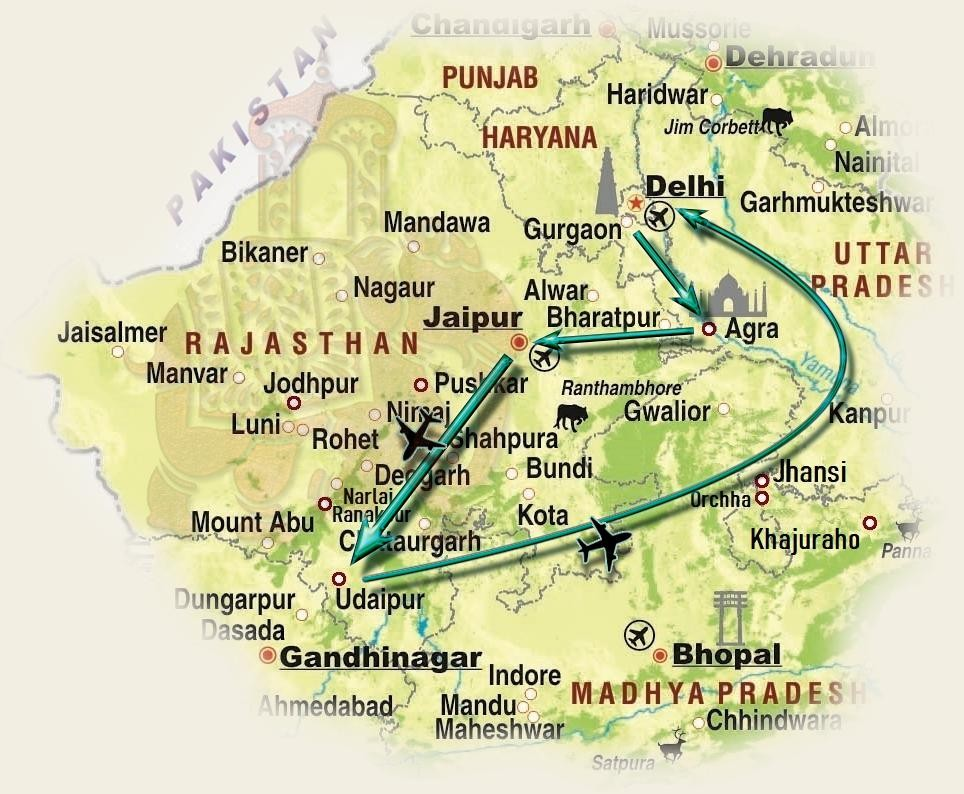 Chandigarh
Mussorie
Dehradun
PUNJAB
Haridwar
PAKISTAN
HARYANA
Jim Corbett
Almora
Nainital
Delhi
Garhmukteshwar
Mandawa
Gurgaon
Bikaner
UTTAR
PRADESH
Nagaur
Alwar
Jaipur
Bharatpur
Agra
Jaisalmer
RAJASTHAN
Yamuna
Manvar
Jodhpur
Pushkar
Ranthambhore
Nimaj
Gwalior
Kanpur
Luni
Rohet
Shahpura
Deogarh
Bundi
Jhansi
Narlai
Orchha
Ranakpur
Mount Abu
Kota
Chittaurgarh
Khajuraho
Panna
Dungarpur
Udaipur
Dasada
Gandhinagar
Bhopal
Indore
MADHYA PRADESH
Ahmedabad
Mandu
Maheshwar
Chhindwara
Satpura